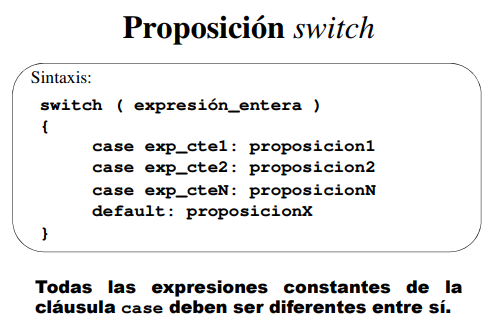 Proposición switch
Sintaxis:
switch ( expresión_entera )
{
case exp_cte1: proposicion1
case exp_cte2: proposicion2
case exp_cteN: proposicionN
default: proposicionX
}
Todas las expresiones constantes de la
cláusula case deben ser diferentes entre sí.